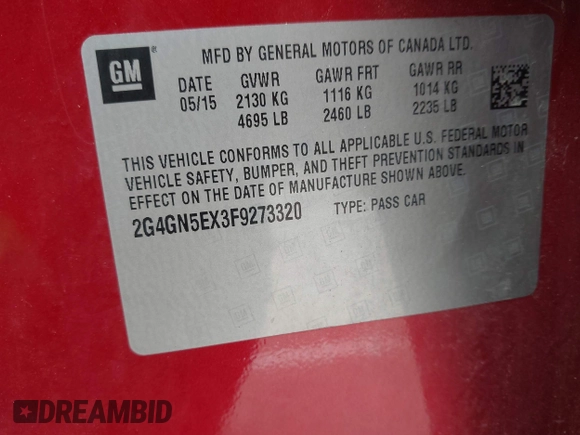 GM
MFD BY GENERAL MOTORS OF CANADA LTD.
DATE GVWR GAWR FRT GAWR RR
05/15 2130 KG 1116 KG 1014 KG
4695 LB 2460 LB 2235 LB
THIS VEHICLE CONFORMS TO ALL APPLICABLE U.S. FEDERAL MOTOR
VEHICLE SAFETY, BUMPER, AND THEFT PREVENTION STANDARDS IN
EFFECT ON THE DATE OF MANUFACTURE SHOWN ABOVE.
2G4GN5EX3F9273320 TYPE: PASS CAR
DREAMBID